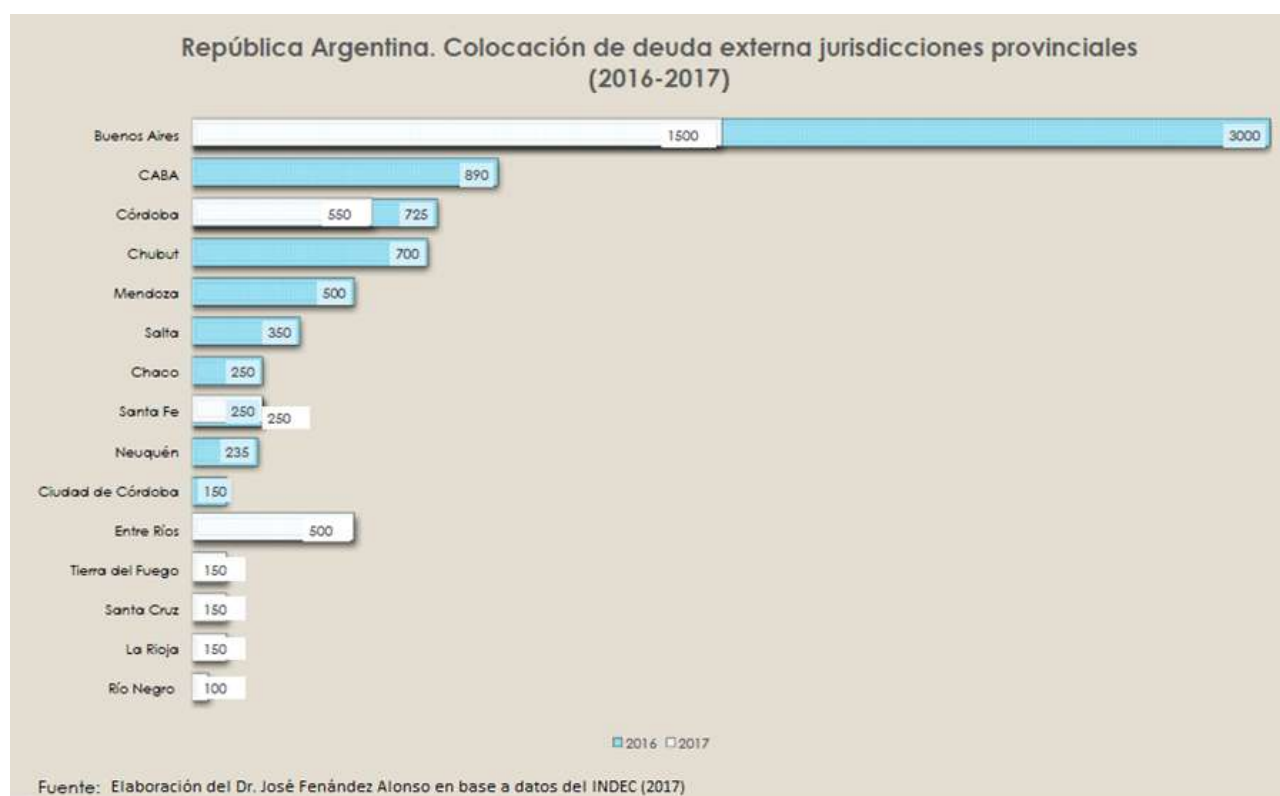 República Argentina. Colocación de deuda externa jurisdicciones provinciales
(2016-2017)
Buenos Aires 1500 3000
CABA 890
Córdoba 550 725
Chubut 700
Mendoza 500
Salta 350
Chaco 250
Santa Fe 250 250
Neuquén 235
Ciudad de Córdoba 150
Entre Ríos 500
Tierra del Fuego 150
Santa Cruz 150
La Rioja 150
Río Negro 100
2016 2017
Fuente: Elaboración del Dr. José Fenández Alonso en base a datos del INDEC (2017)